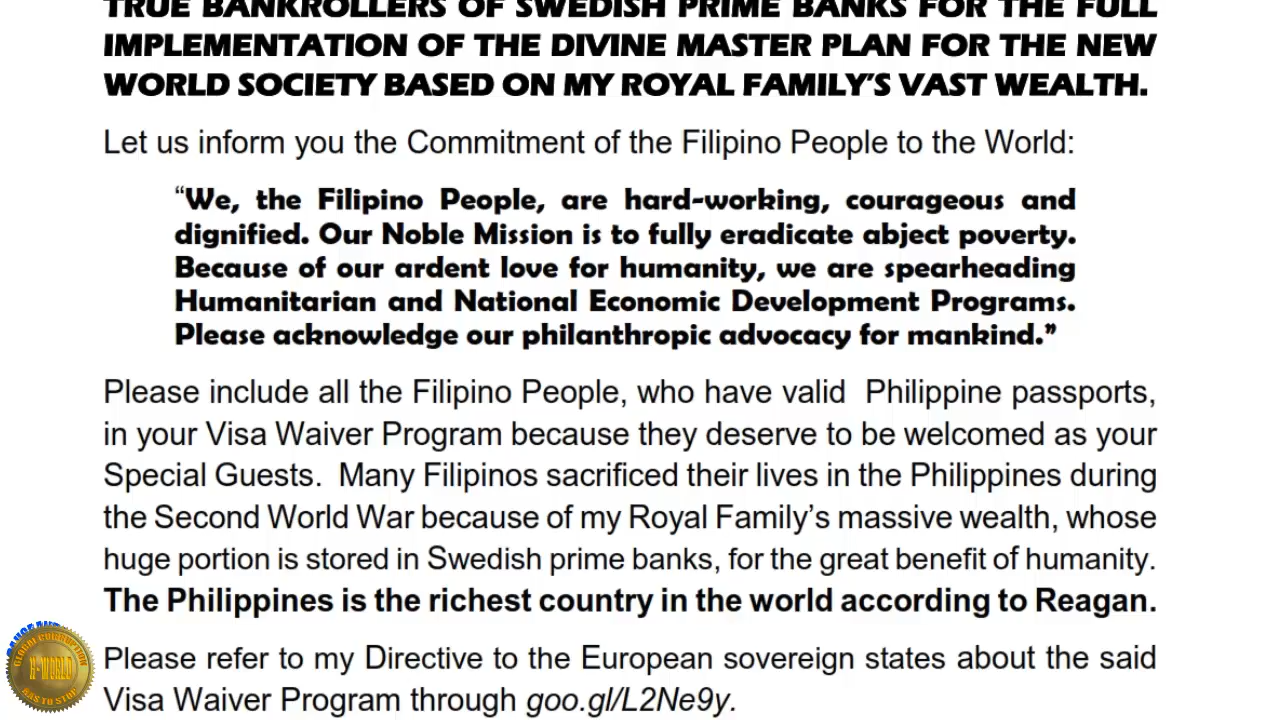 TRUE BANKROLLERS OF SWEDISH PRIME BANKS FOR THE FULL
IMPLEMENTATION OF THE DIVINE MASTER PLAN FOR THE NEW
WORLD SOCIETY BASED ON MY ROYAL FAMILY'S VAST WEALTH.
Let us inform you the Commitment of the Filipino People to the World:
“We, the Filipino People, are hard-working, courageous and
dignified. Our Noble Mission is to fully eradicate abject poverty.
Because of our ardent love for humanity, we are spearheading
Humanitarian and National Economic Development Programs.
Please acknowledge our philanthropic advocacy for mankind.”
Please include all the Filipino People, who have valid Philippine passports,
in your Visa Waiver Program because they deserve to be welcomed as your
Special Guests. Many Filipinos sacrificed their lives in the Philippines during
the Second World War because of my Royal Family’s massive wealth, whose
huge portion is stored in Swedish prime banks, for the great benefit of humanity.
The Philippines is the richest country in the world according to Reagan.
Please refer to my Directive to the European sovereign states about the said
Visa Waiver Program through goo.gl/L2Ne9y.
GLOBAL CORRUPTION
N-WORLD
HAS TO STOP